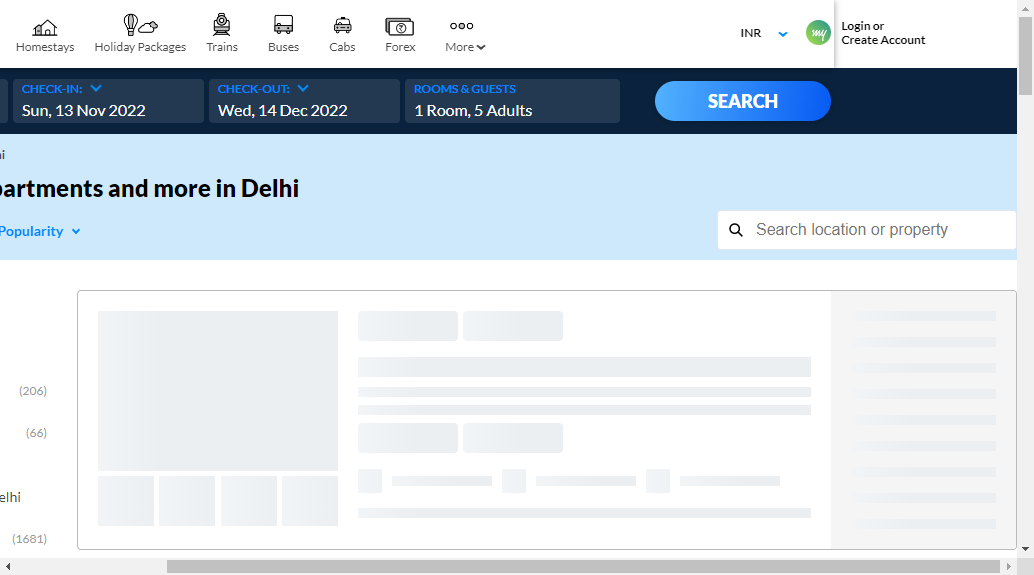 Homestays
Holiday Packages
Trains
Buses
Cabs
Forex
More
INR
my
Login or
Create Account
CHECK-IN:
Sun, 13 Nov 2022
CHECK-OUT:
Wed, 14 Dec 2022
ROOMS & GUESTS
1 Room, 5 Adults
SEARCH
partments and more in Delhi
Popularity
Search location or property
(206)
(66)
elhi
(1681)